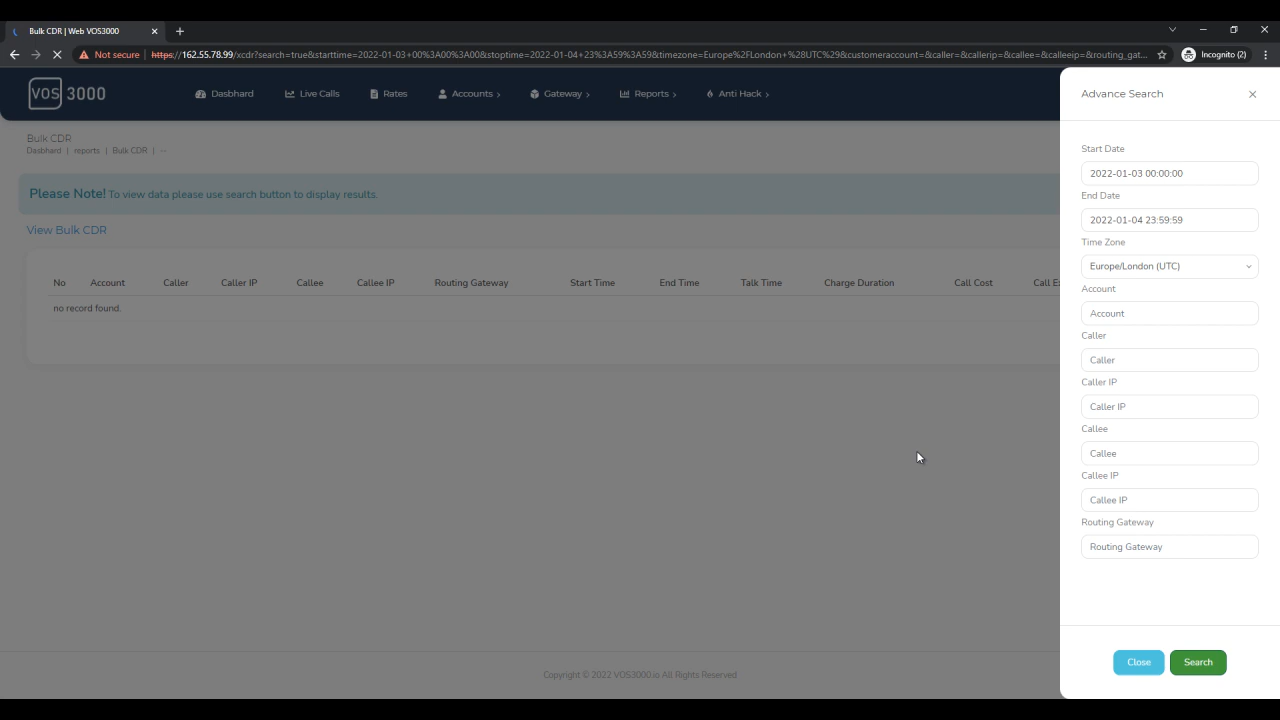 Bulk CDR | Web VOS3000
Not secure https://162.55.78.99/xcdr?search=true&starttime=2022-01-03+00%3A00%3A00&stoptime=2022-01-04+23%3A59%3A59&timezone=Europe%2FLondon+%28UTC%29&customeraccount=&caller=&callerip=&callee=&calleeip=&routing_gat... Incognito (2)
VOS 3000 Dasbhard Live Calls Rates Accounts Gateway Reports Anti Hack
Advance Search
Bulk CDR
Dasbhard | reports | Bulk CDR | --
Please Note! To view data please use search button to display results.
View Bulk CDR
No Account Caller Caller IP Callee Callee IP Routing Gateway Start Time End Time Talk Time Charge Duration Call Cost Call Ex
no record found.
Start Date
2022-01-03 00:00:00
End Date
2022-01-04 23:59:59
Time Zone
Europe/London (UTC)
Account
Account
Caller
Caller
Caller IP
Caller IP
Callee
Callee
Callee IP
Callee IP
Routing Gateway
Routing Gateway
Close Search
Copyright © 2022 VOS3000.io All Rights Reserved